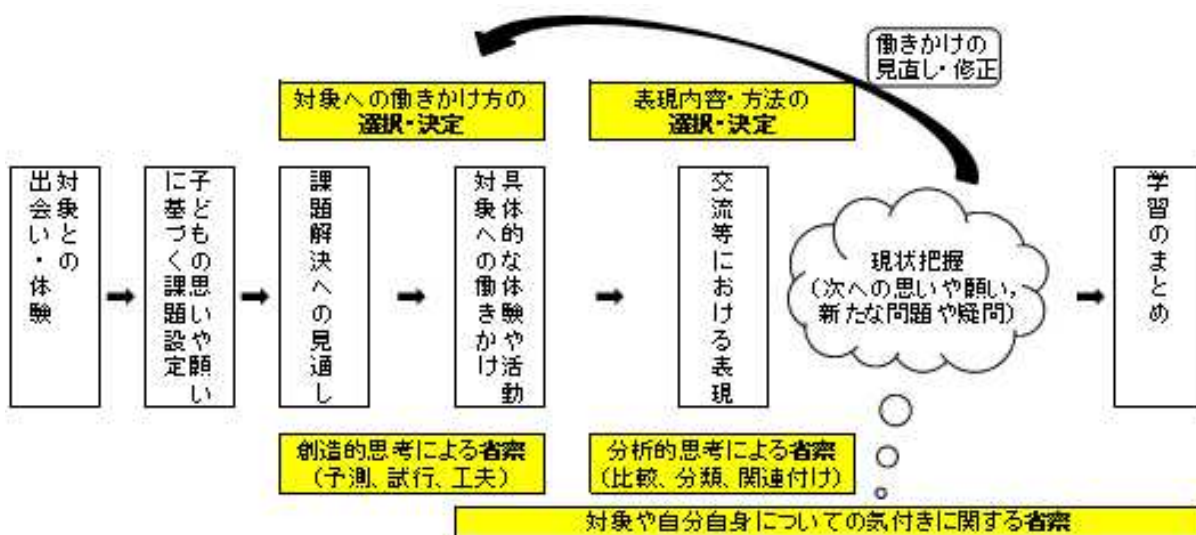 働きかけの
見直し・修正
対象への働きかけ方の
選択・決定
表現内容・方法の
選択・決定
対象との
出会い・体験
子どもの思いや願い
に基づく課題設定
課題解決への見通し
具体的な体験や活動
対象への働きかけ
交流等における表現
現状把握
（次への思いや願い，
新たな問題や疑問）
学習のまとめ
創造的思考による省察
（予測、試行、工夫）
分析的思考による省察
（比較、分類、関連付け）
対象や自分自身についての気付きに関する省察